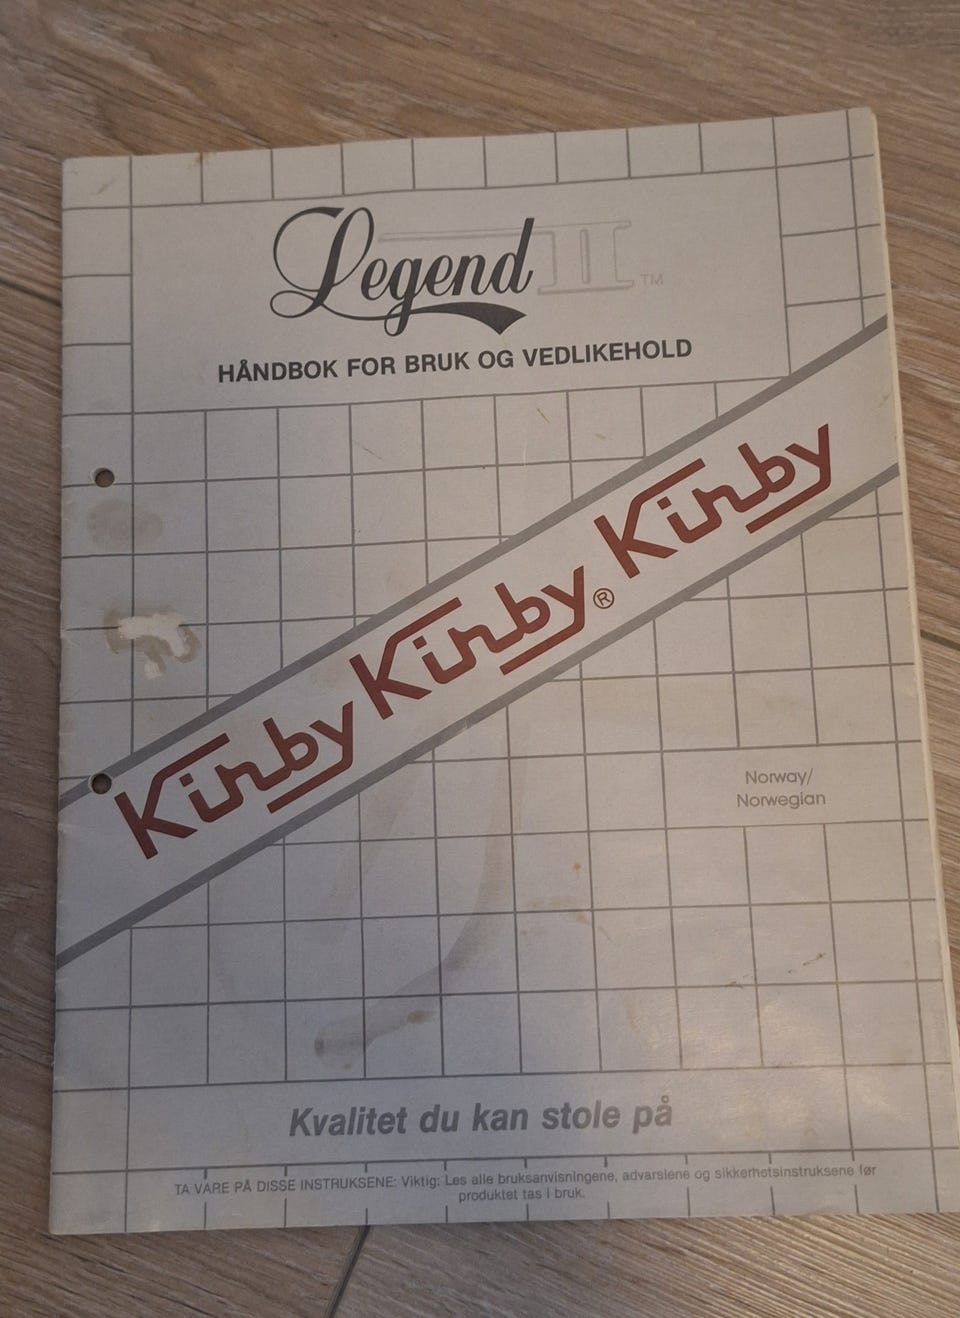 Legend II™
HÅNDBOK FOR BRUK OG VEDLIKEHOLD
Kirby Kirby® Kirby
Norway/
Norwegian
Kvalitet du kan stole på
TA VARE PÅ DISSE INSTRUKSENE: Viktig: Les alle bruksanvisningene, advarslene og sikkerhetsinstruksene før
produktet tas i bruk.